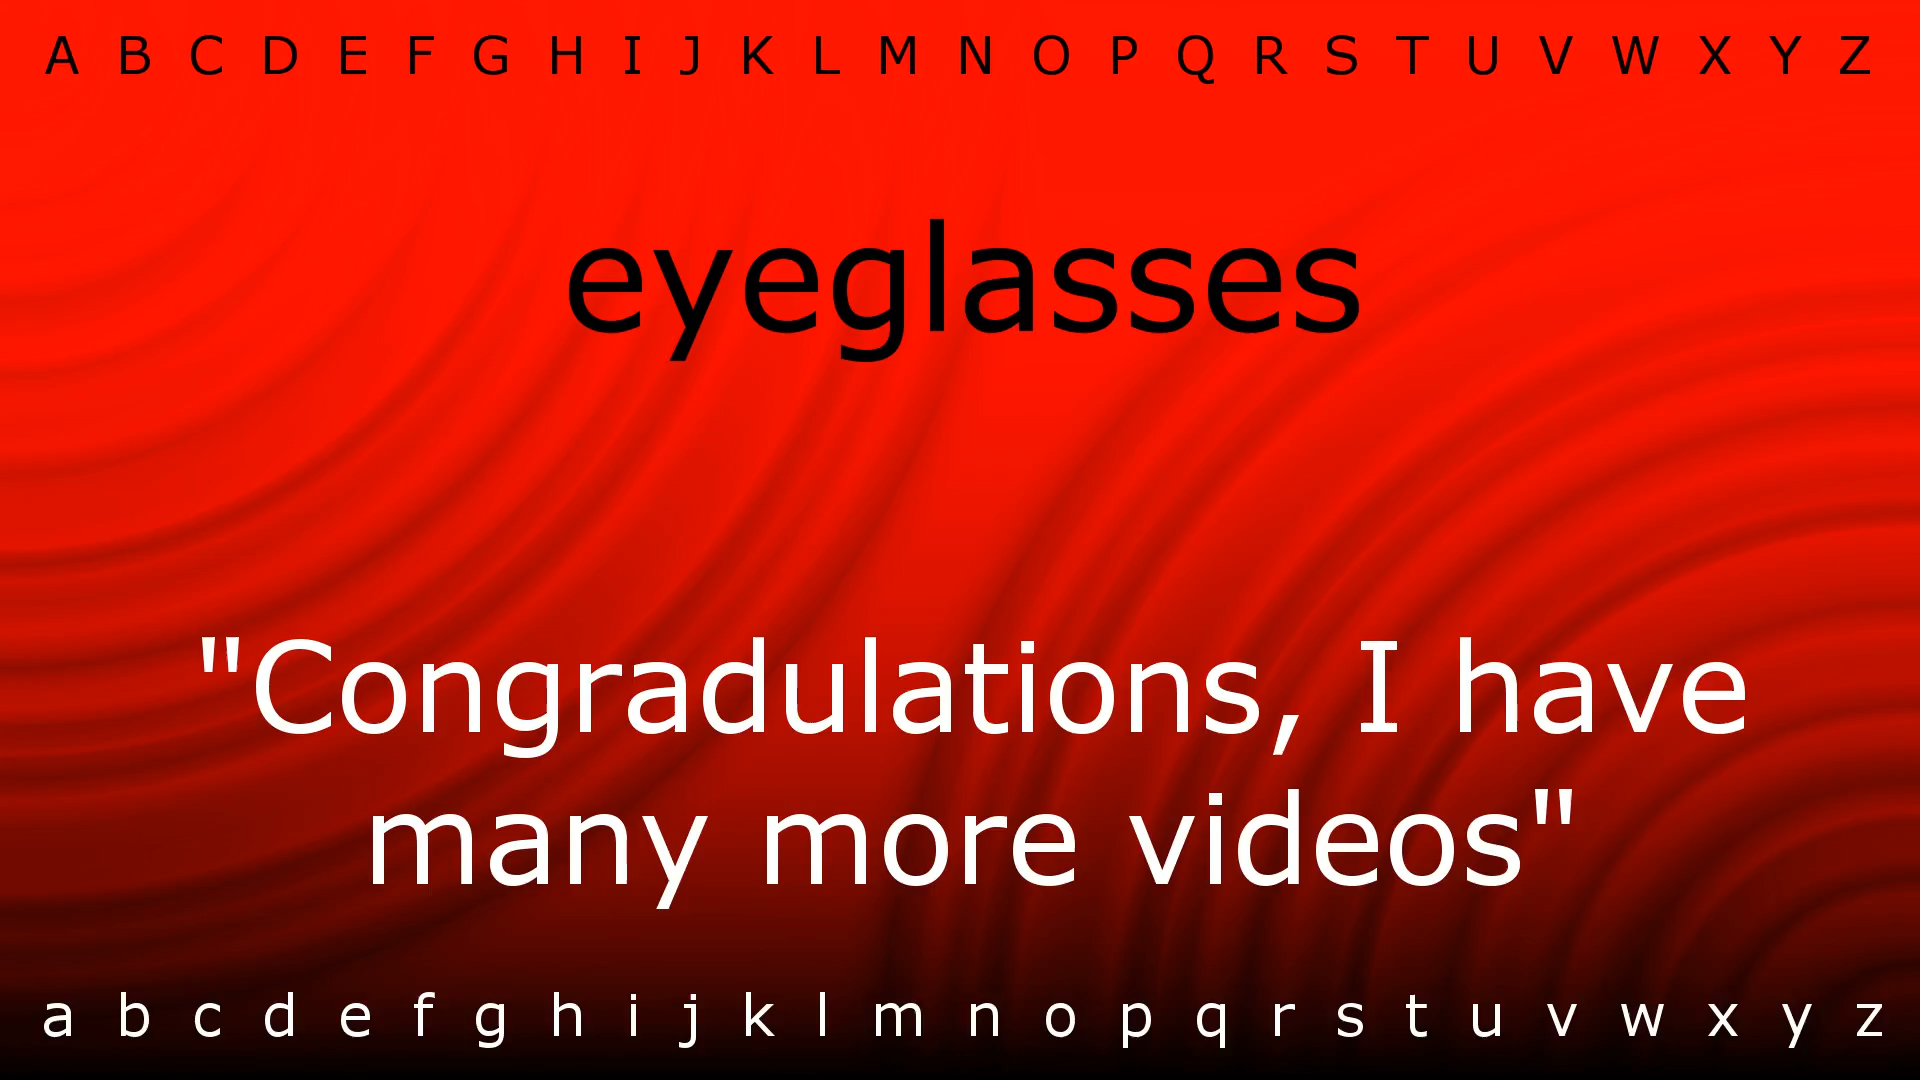 A B C D E F G H I J K L M N O P Q R S T U V W X Y Z
eyeglasses
"Congradulations, I have
many more videos"
a b c d e f g h i j k l m n o p q r s t u v w x y z